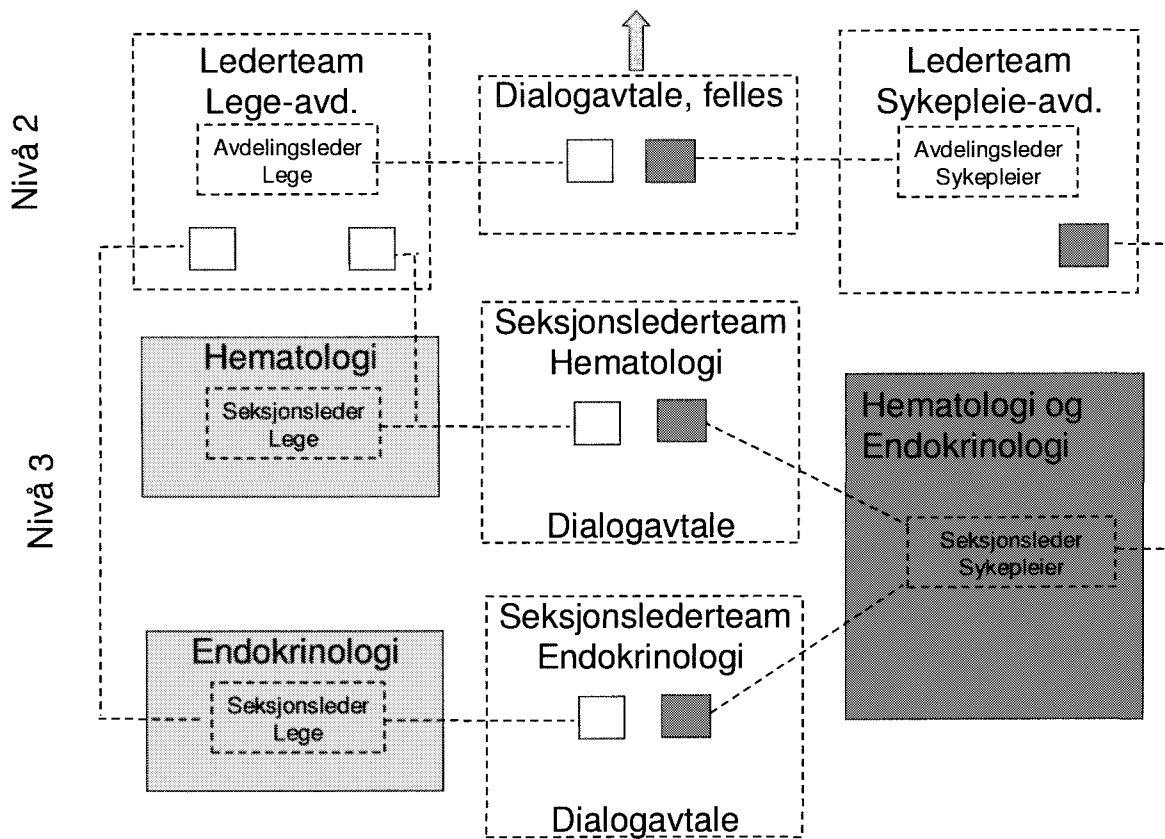 Nivå 2
Lederteam
Lege-avd.
Avdelingsleder
Lege
Dialogavtale, felles
Lederteam
Sykepleie-avd.
Avdelingsleder
Sykepleier
Nivå 3
Hematologi
Seksjonsleder
Lege
Seksjonslederteam
Hematologi
Dialogavtale
Hematologi og
Endokrinologi
Seksjonsleder
Sykepleier
Endokrinologi
Seksjonsleder
Lege
Seksjonslederteam
Endokrinologi
Dialogavtale